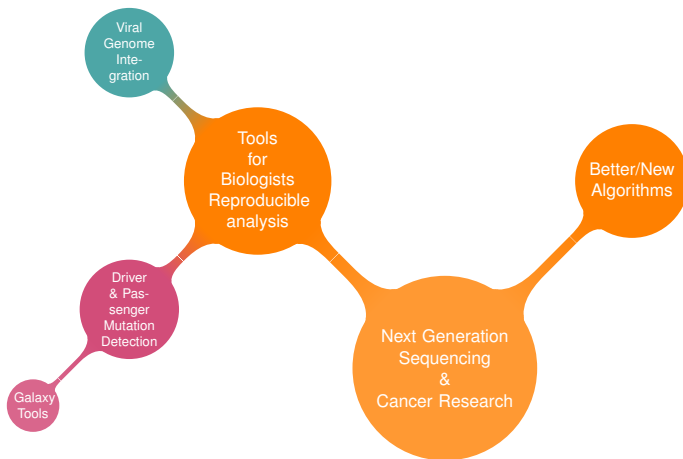 Viral
Genome
Inte-
gration
Tools
for
Biologists
Reproducible
analysis
Better/New
Algorithms
Driver
& Pas-
senger
Mutation
Detection
Next Generation
Sequencing
&
Cancer Research
Galaxy
Tools